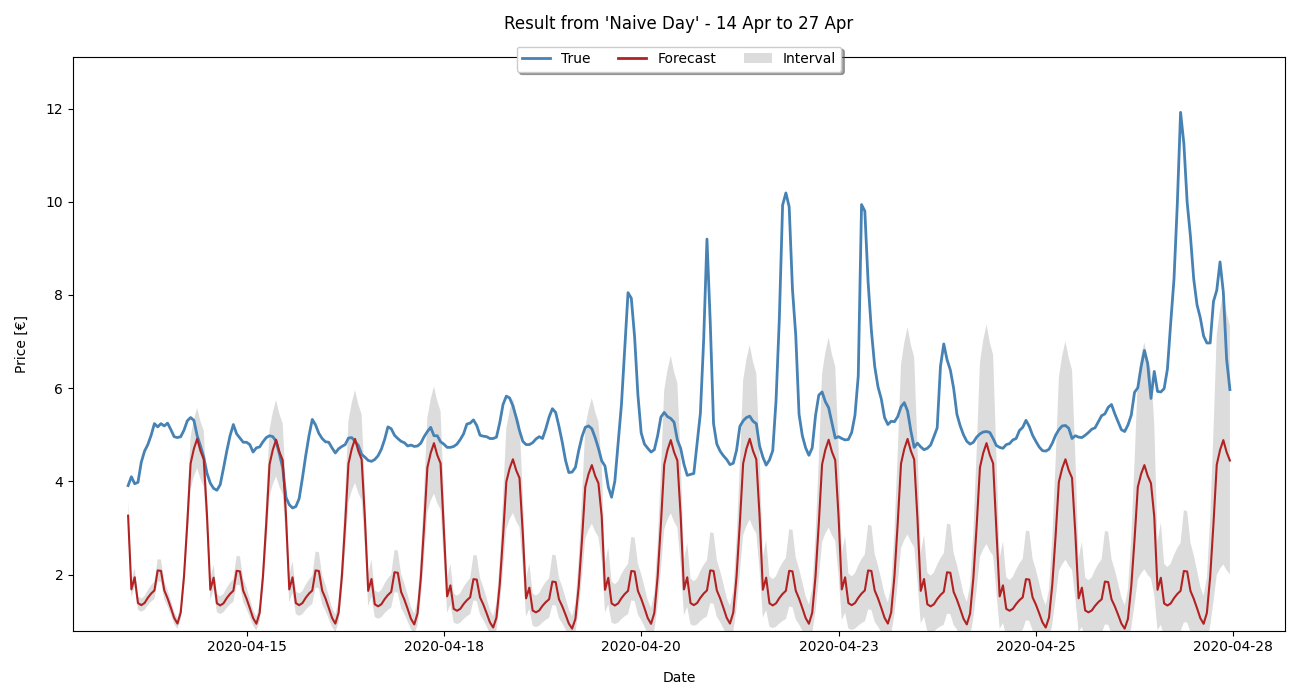 Result from 'Naive Day' - 14 Apr to 27 Apr
True Forecast Interval
12
10
8
6
4
2
Price [€]
2020-04-15 2020-04-18 2020-04-20 2020-04-23 2020-04-25 2020-04-28
Date